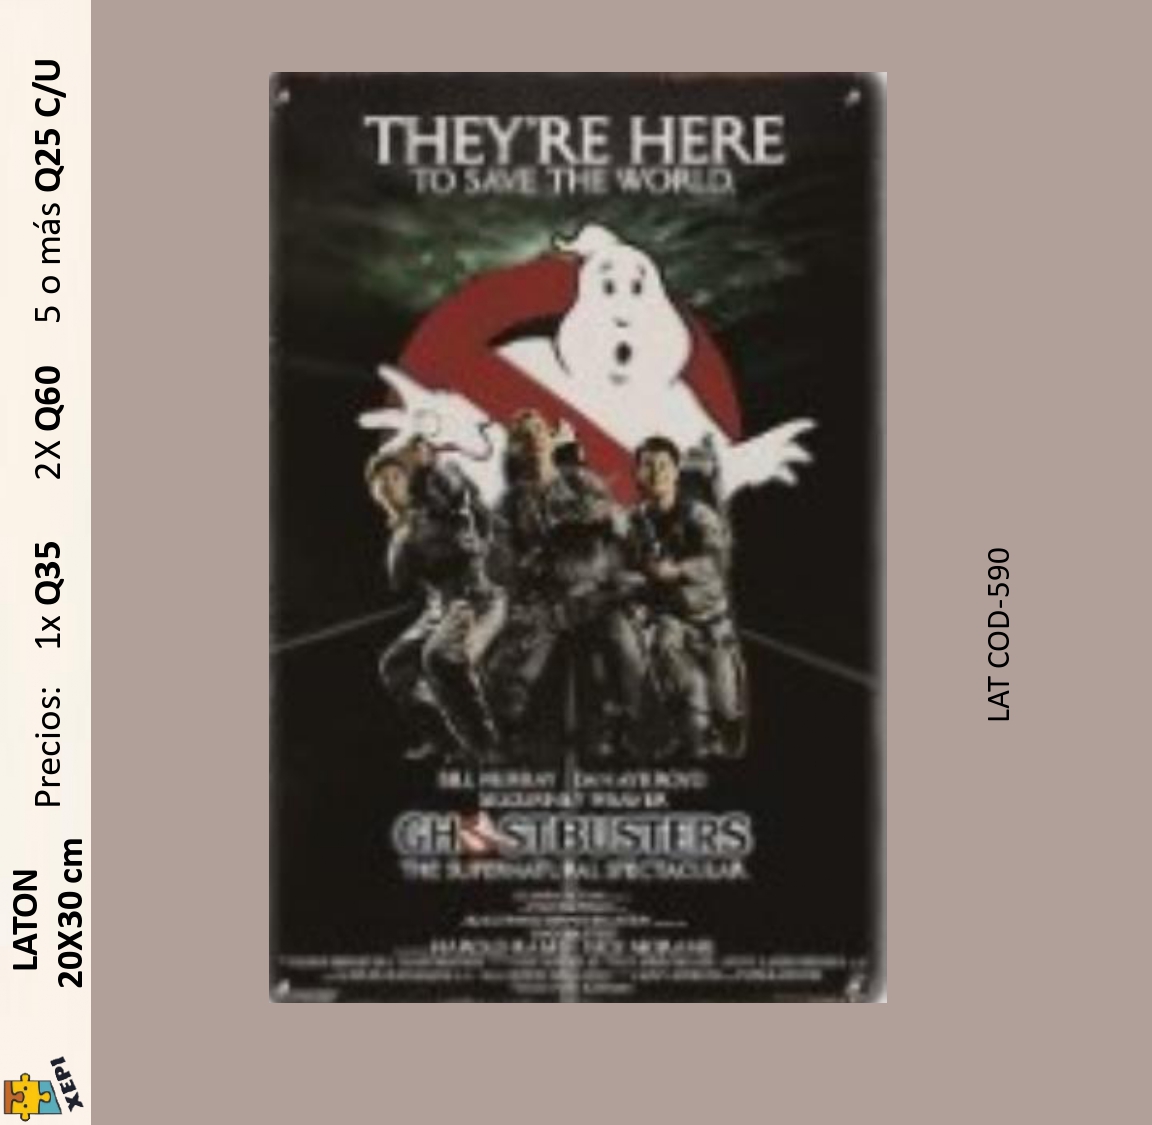 LATON
20X30 cm
Precios: 1x Q35 2X Q60 5 o más Q25 C/U
XEPI
THEY'RE HERE
TO SAVE THE WORLD.
BILL MURRAY DAN AYKROYD
SIGOURNEY WEAVER
GHOSTBUSTERS
THE SUPERNATURAL SPECTACULAR.
HAROLD RAMIS RICK MORANIS
LAT COD-590